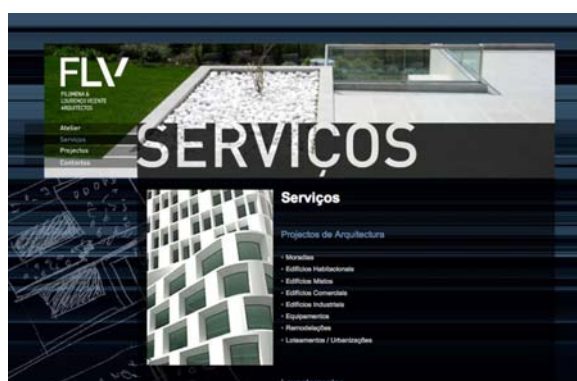 FLV
FILOMENA &
LOURENÇO VICENTE
ARQUITECTOS
Atelier
Serviços
Projectos
Contactos
SERVIÇOS
Serviços
Projectos de Arquitectura
• Moradias
• Edifícios Habitacionais
• Edifícios Mistos
• Edifícios Comerciais
• Edifícios Industriais
• Equipamentos
• Remodelações
• Loteamentos / Urbanizações